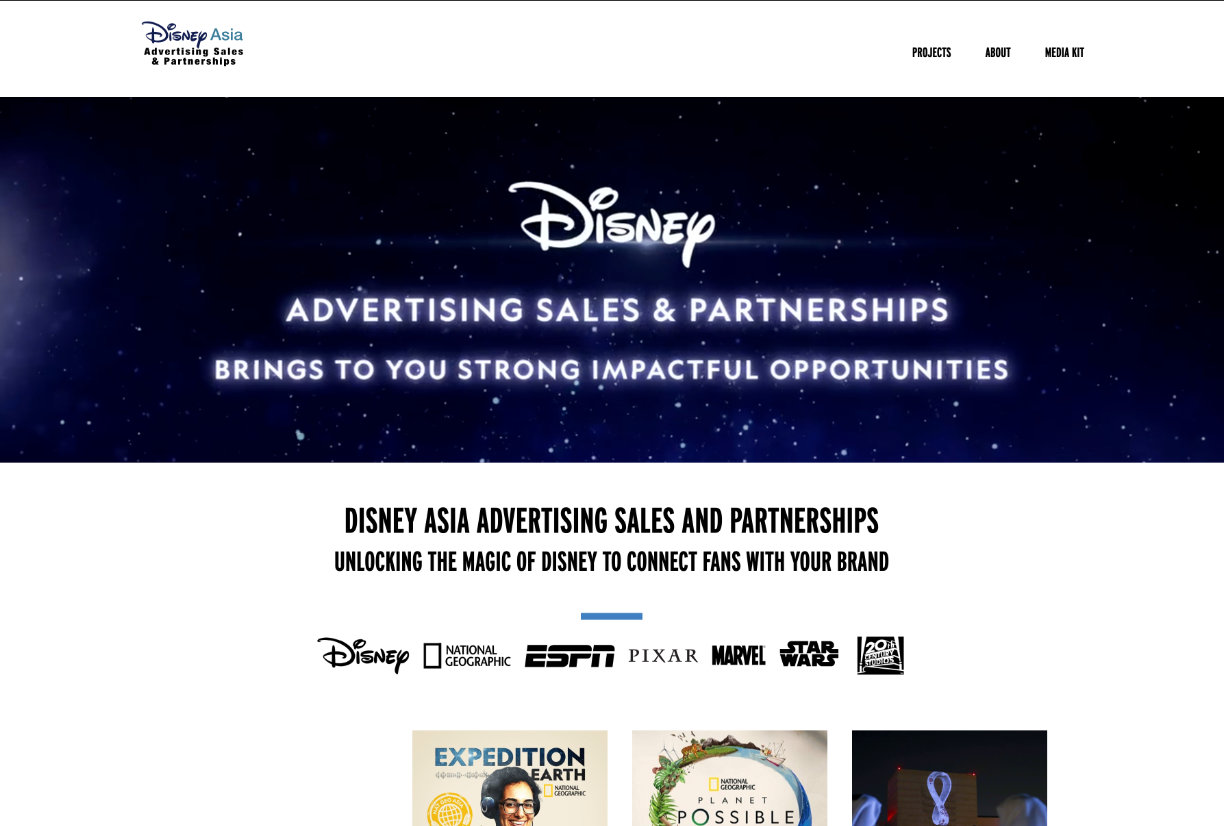 Disney Asia
Advertising Sales
& Partnerships
PROJECTS
ABOUT
MEDIA KIT
Disney
ADVERTISING SALES & PARTNERSHIPS
BRINGS TO YOU STRONG IMPACTFUL OPPORTUNITIES
DISNEY ASIA ADVERTISING SALES AND PARTNERSHIPS
UNLOCKING THE MAGIC OF DISNEY TO CONNECT FANS WITH YOUR BRAND
Disney
NATIONAL
GEOGRAPHIC
ESPN
PIXAR
MARVEL
STAR
WARS
20th
CENTURY
STUDIOS
EXPEDITION
EARTH
NATIONAL
GEOGRAPHIC
NATIONAL
GEOGRAPHIC
PLANET
POSSIBLE